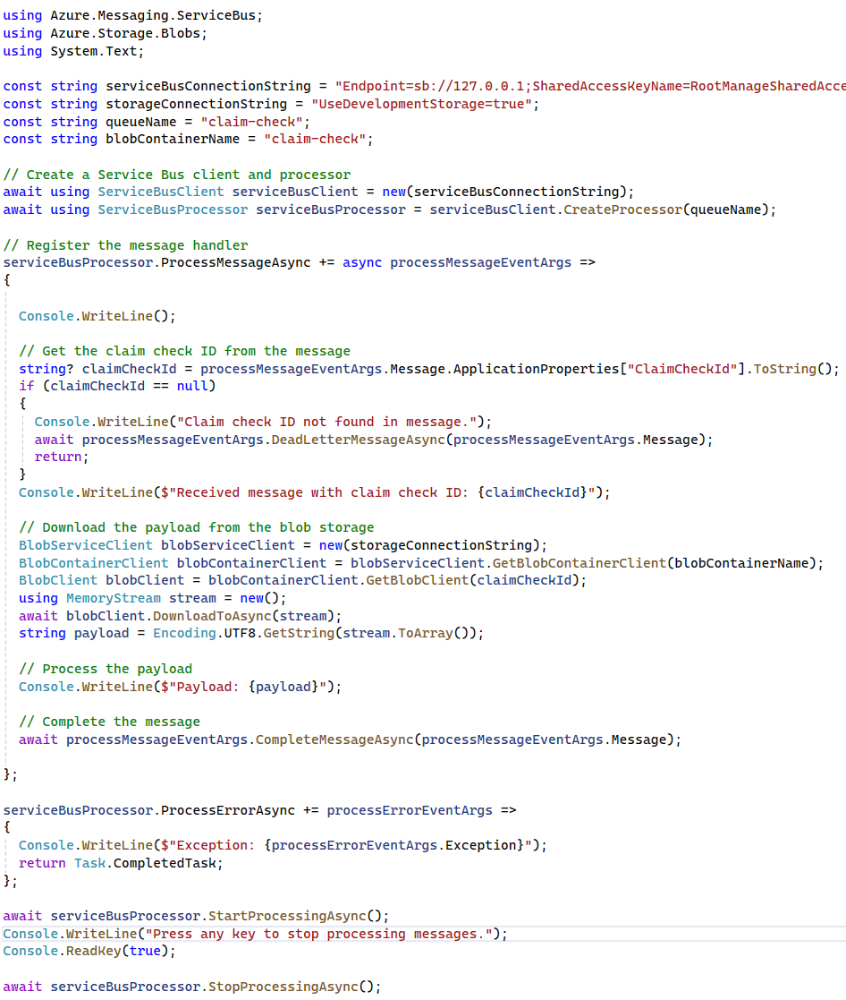 using Azure.Messaging.ServiceBus;
using Azure.Storage.Blobs;
using System.Text;
const string serviceBusConnectionString = "Endpoint=sb://127.0.0.1;SharedAccessKeyName=RootManageSharedAcce
const string storageConnectionString = "UseDevelopmentStorage=true";
const string queueName = "claim-check";
const string blobContainerName = "claim-check";
// Create a Service Bus client and processor
await using ServiceBusClient serviceBusClient = new(serviceBusConnectionString);
await using ServiceBusProcessor serviceBusProcessor = serviceBusClient.CreateProcessor(queueName);
// Register the message handler
serviceBusProcessor.ProcessMessageAsync += async processMessageEventArgs =>
{
  Console.WriteLine();
  // Get the claim check ID from the message
  string? claimCheckId = processMessageEventArgs.Message.ApplicationProperties["ClaimCheckId"].ToString();
  if (claimCheckId == null)
  {
    Console.WriteLine("Claim check ID not found in message.");
    await processMessageEventArgs.DeadLetterMessageAsync(processMessageEventArgs.Message);
    return;
  }
  Console.WriteLine($"Received message with claim check ID: {claimCheckId}");
  // Download the payload from the blob storage
  BlobServiceClient blobServiceClient = new(storageConnectionString);
  BlobContainerClient blobContainerClient = blobServiceClient.GetBlobContainerClient(blobContainerName);
  BlobClient blobClient = blobContainerClient.GetBlobClient(claimCheckId);
  using MemoryStream stream = new();
  await blobClient.DownloadToAsync(stream);
  string payload = Encoding.UTF8.GetString(stream.ToArray());
  // Process the payload
  Console.WriteLine($"Payload: {payload}");
  // Complete the message
  await processMessageEventArgs.CompleteMessageAsync(processMessageEventArgs.Message);
};
serviceBusProcessor.ProcessErrorAsync += processErrorEventArgs =>
{
  Console.WriteLine($"Exception: {processErrorEventArgs.Exception}");
  return Task.CompletedTask;
};
await serviceBusProcessor.StartProcessingAsync();
Console.WriteLine("Press any key to stop processing messages.");
Console.ReadKey(true);
await serviceBusProcessor.StopProcessingAsync();